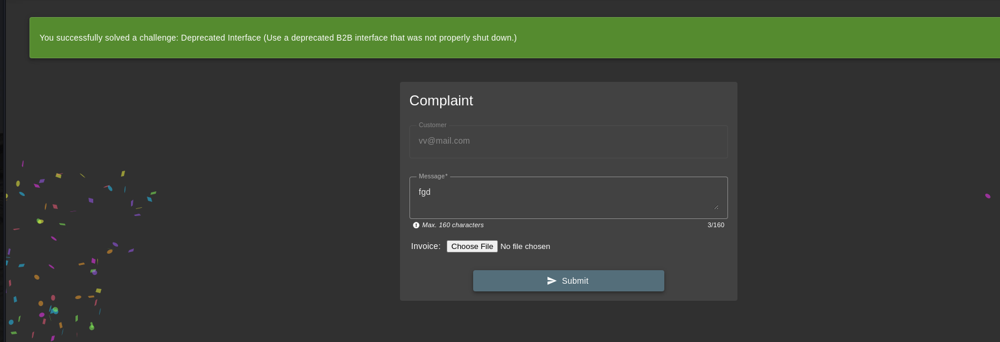 You successfully solved a challenge: Deprecated Interface (Use a deprecated B2B interface that was not properly shut down.)
Complaint
Customer
vv@mail.com
Message*
fgd
Max. 160 characters 3/160
Invoice: Choose File No file chosen
Submit